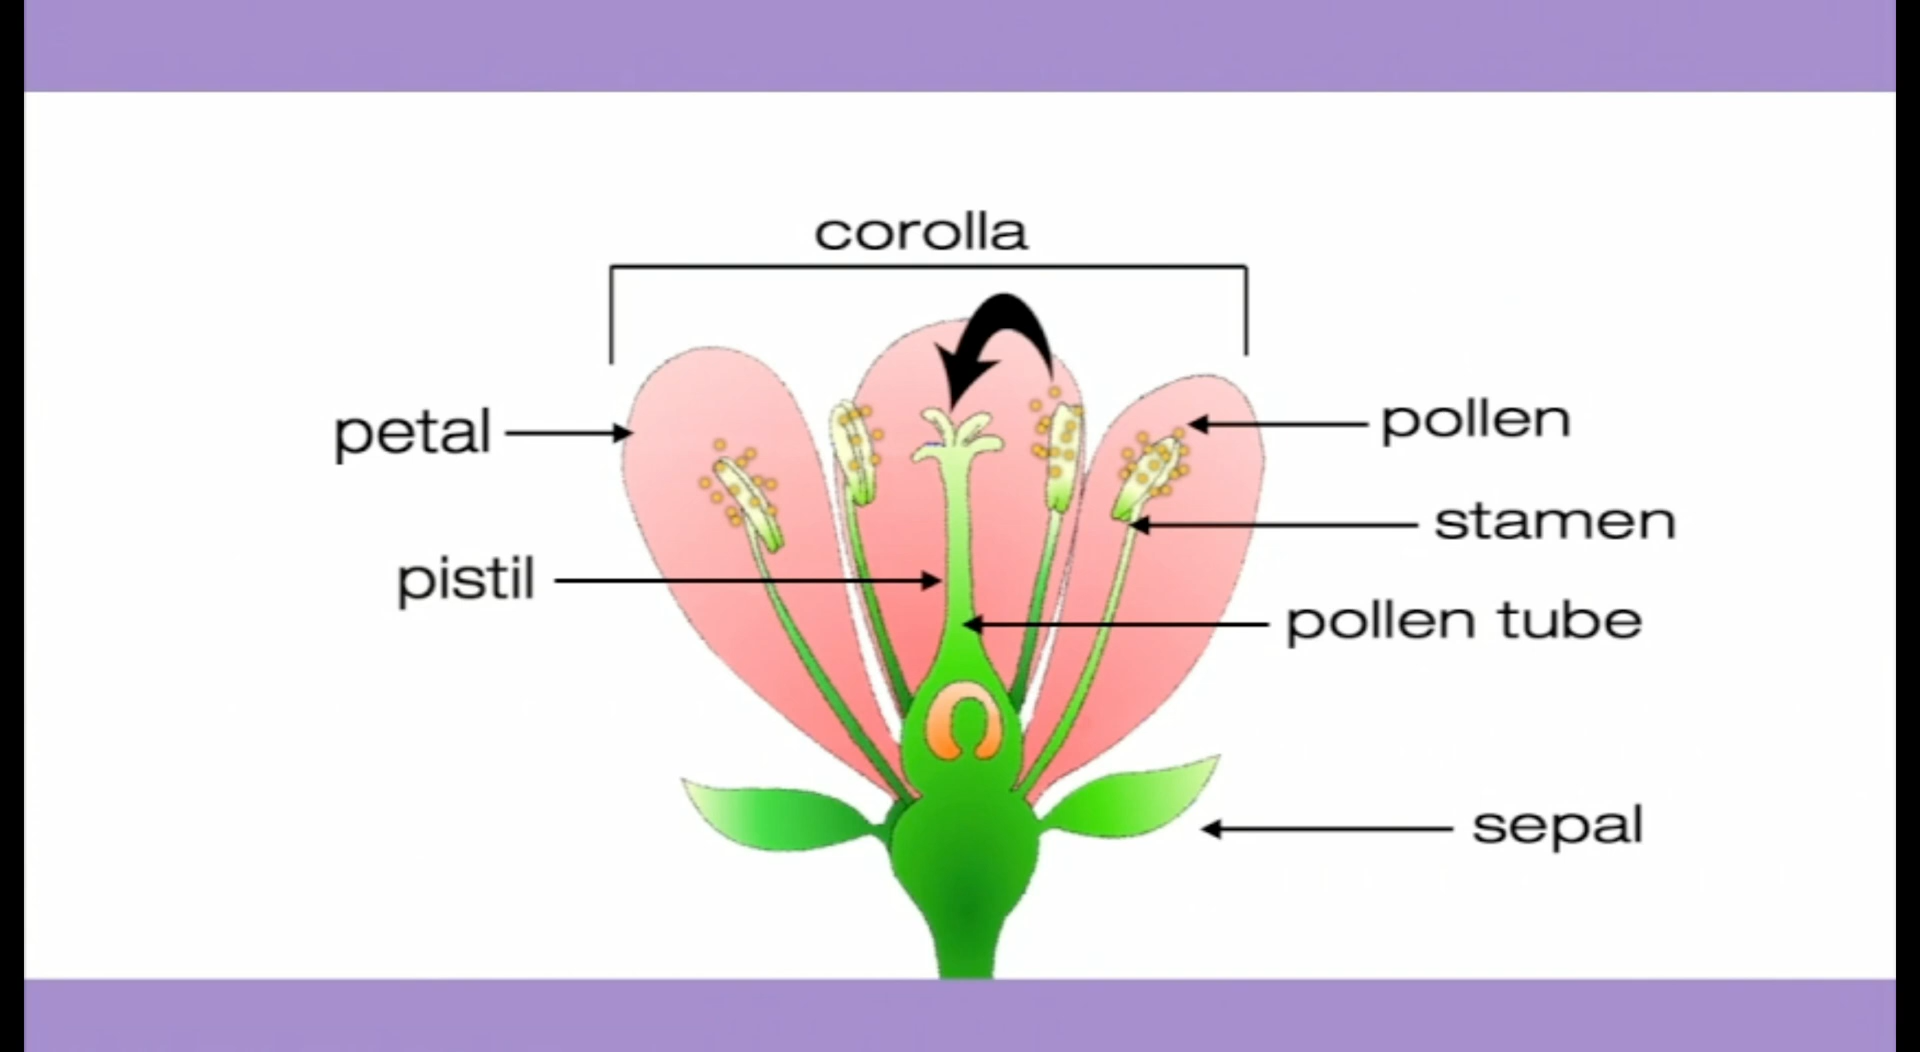 corolla
petal
pollen
stamen
pistil
pollen tube
sepal